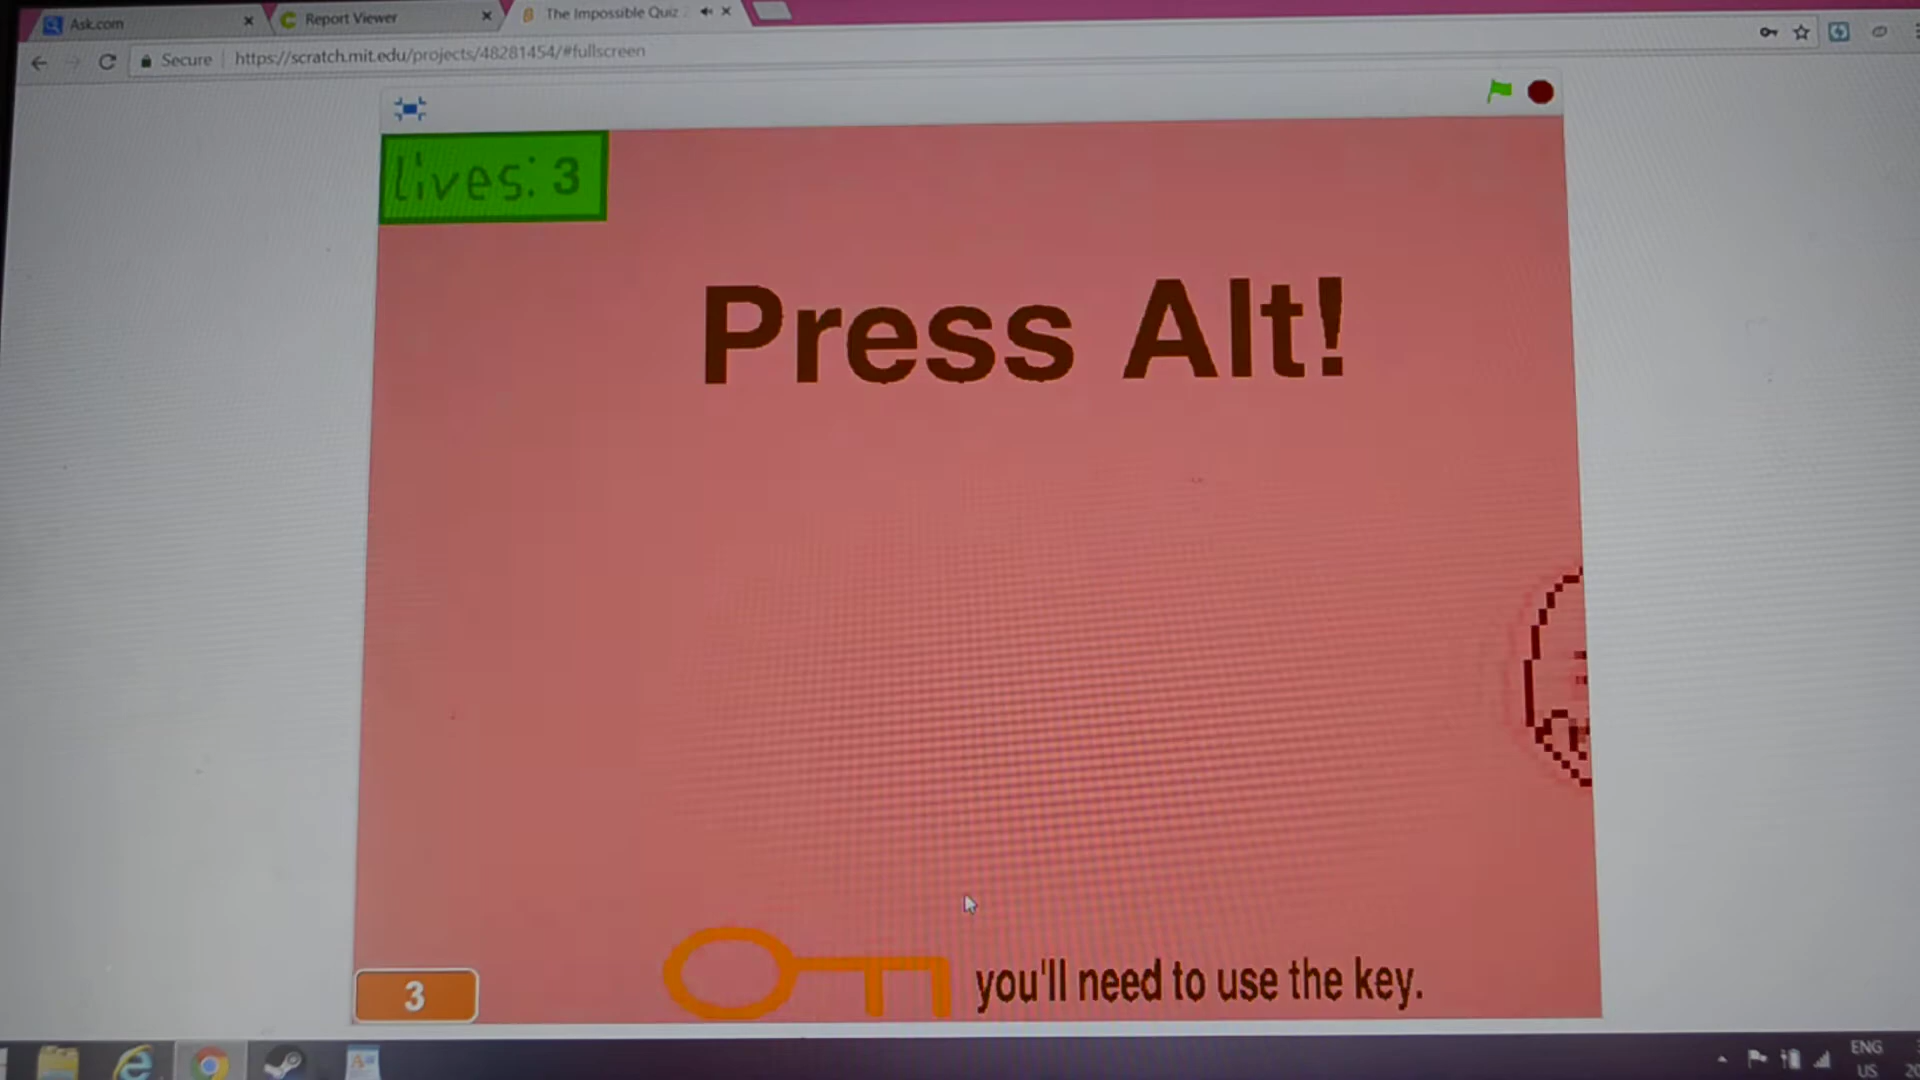 Ask.com
Report Viewer
The Impossible Quiz
Secure
https://scratch.mit.edu/projects/48281454/#fullscreen
lives: 3
Press Alt!
you'll need to use the key.
3
ENG
US